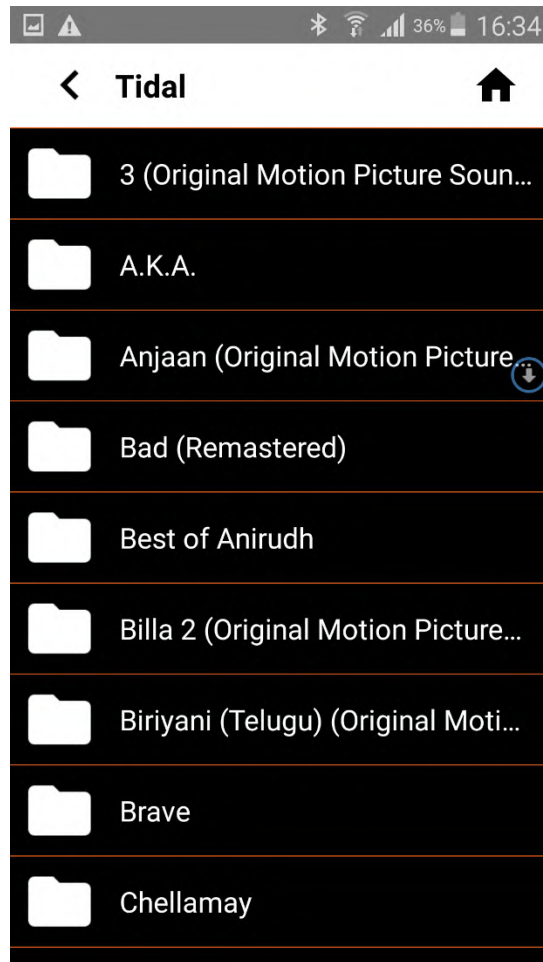 36% 16:34
Tidal
3 (Original Motion Picture Soun...
A.K.A.
Anjaan (Original Motion Picture...
Bad (Remastered)
Best of Anirudh
Billa 2 (Original Motion Picture...
Biriyani (Telugu) (Original Moti...
Brave
Chellamay